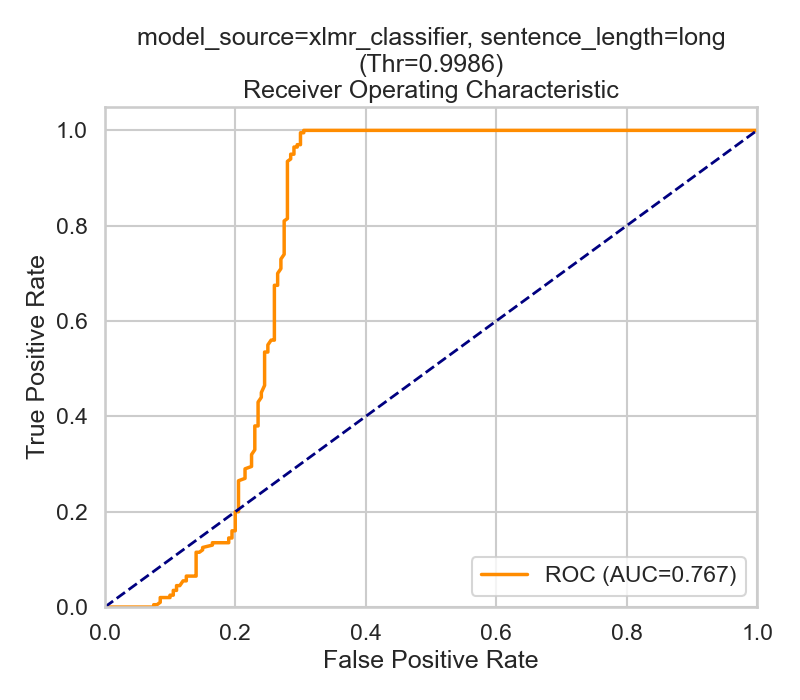 model_source=xlmr_classifier, sentence_length=long
(Thr=0.9986)
Receiver Operating Characteristic
True Positive Rate
1.0
0.8
0.6
0.4
0.2
0.0
ROC (AUC=0.767)
0.0 0.2 0.4 0.6 0.8 1.0
False Positive Rate